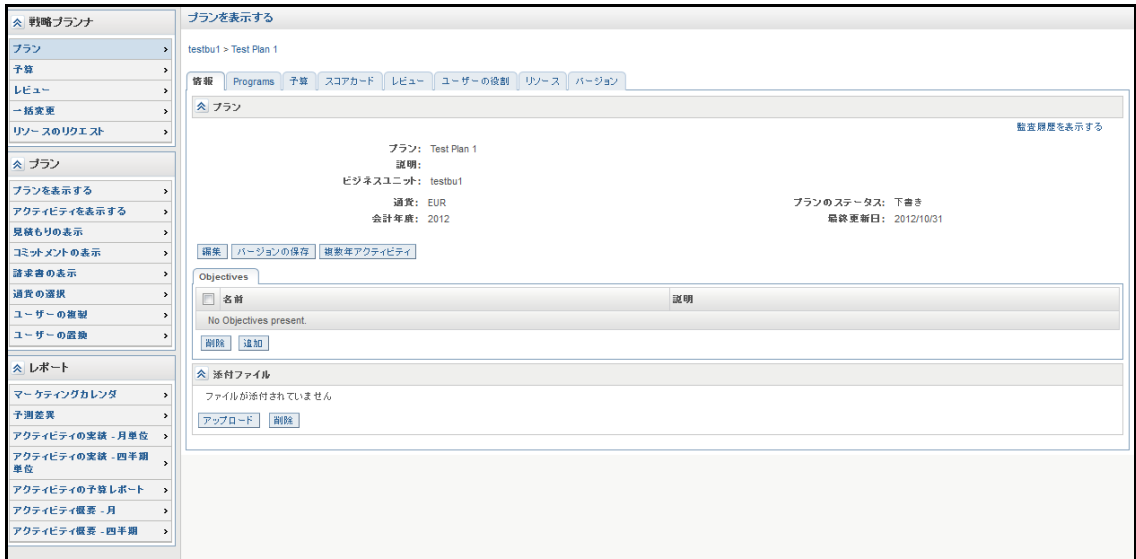 戦略プランナ
プラン
予算
レビュー
一括変更
リソースのリクエスト
プラン
プランを表示する
アクティビティを表示する
見積もりの表示
コミットメントの表示
請求書の表示
通貨の選択
ユーザーの複製
ユーザーの置換
レポート
マーケティングカレンダ
予測差異
アクティビティの実績 - 月単位
アクティビティの実績 - 四半期
単位
アクティビティの予算レポート
アクティビティ概要 - 月
アクティビティ概要 - 四半期
プランを表示する
testbu1 > Test Plan 1
情報 Programs 予算 スコアカード レビュー ユーザーの役割 リソース バージョン
プラン
監査履歴を表示する
プラン: Test Plan 1
説明:
ビジネスユニット: testbu1
通貨: EUR プランのステータス: 下書き
会計年度: 2012 最終更新日: 2012/10/31
編集 バージョンの保存 複数年アクティビティ
Objectives
名前 説明
No Objectives present.
削除 追加
添付ファイル
ファイルが添付されていません
アップロード 削除